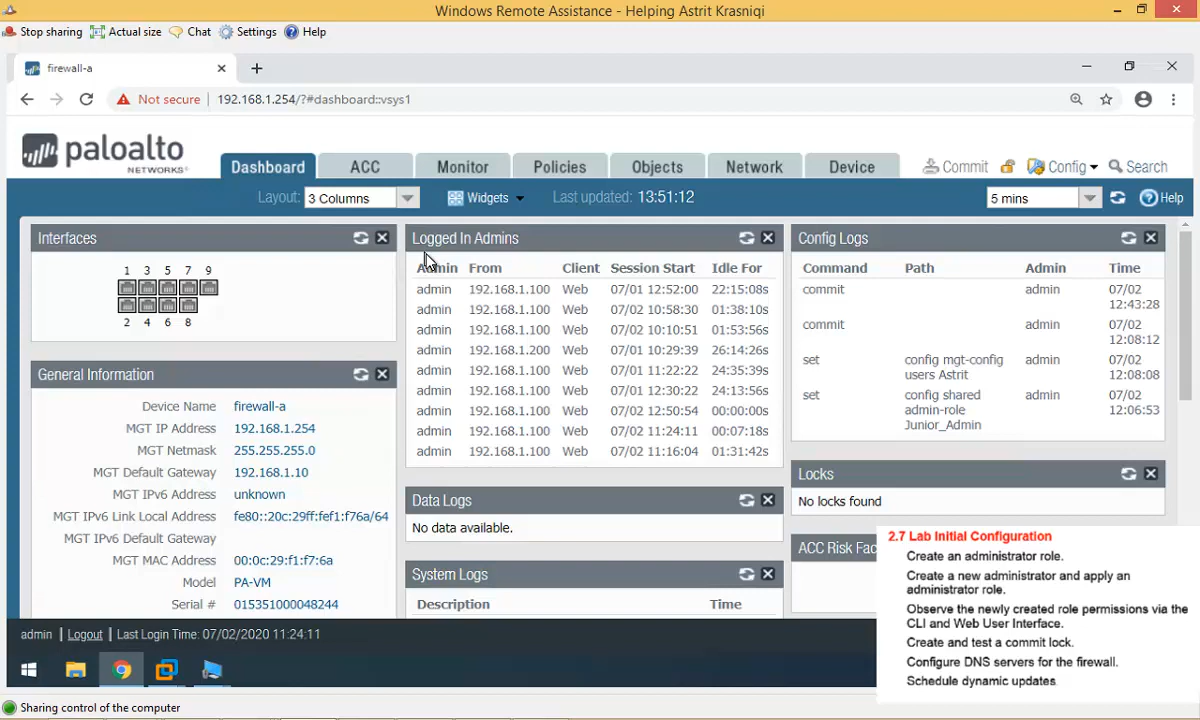 Windows Remote Assistance - Helping Astrit Krasniqi
Stop sharing Actual size Chat Settings Help
firewall-a
Not secure 192.168.1.254/?#dashboard::vsys1
paloalto
NETWORKS®
Dashboard ACC Monitor Policies Objects Network Device Commit Config Search
Layout: 3 Columns Widgets Last updated: 13:51:12 5 mins Help
Interfaces
1 3 5 7 9
2 4 6 8
General Information
Device Name firewall-a
MGT IP Address 192.168.1.254
MGT Netmask 255.255.255.0
MGT Default Gateway 192.168.1.10
MGT IPv6 Address unknown
MGT IPv6 Link Local Address fe80::20c:29ff:fef1:f76a/64
MGT IPv6 Default Gateway
MGT MAC Address 00:0c:29:f1:f7:6a
Model PA-VM
Serial # 015351000048244
Logged In Admins
Admin From Client Session Start Idle For
admin 192.168.1.100 Web 07/01 12:52:00 22:15:08s
admin 192.168.1.100 Web 07/02 10:58:30 01:38:10s
admin 192.168.1.100 Web 07/02 10:10:51 01:53:56s
admin 192.168.1.200 Web 07/01 10:29:39 26:14:26s
admin 192.168.1.100 Web 07/01 11:22:22 24:35:39s
admin 192.168.1.100 Web 07/01 12:30:22 24:13:56s
admin 192.168.1.100 Web 07/02 12:50:54 00:00:00s
admin 192.168.1.100 Web 07/02 11:24:11 00:07:18s
admin 192.168.1.100 Web 07/02 11:16:04 01:31:42s
Data Logs
No data available.
System Logs
Description Time
Config Logs
Command Path Admin Time
commit admin 07/02
12:43:28
commit admin 07/02
12:08:12
set config mgt-config admin 07/02
users Astrit 12:08:08
set config shared admin 07/02
admin-role 12:06:53
Junior_Admin
Locks
No locks found
ACC Risk Fac
2.7 Lab Initial Configuration
Create an administrator role.
Create a new administrator and apply an
administrator role.
Observe the newly created role permissions via the
CLI and Web User Interface.
Create and test a commit lock.
Configure DNS servers for the firewall.
Schedule dynamic updates.
admin | Logout | Last Login Time: 07/02/2020 11:24:11
Sharing control of the computer